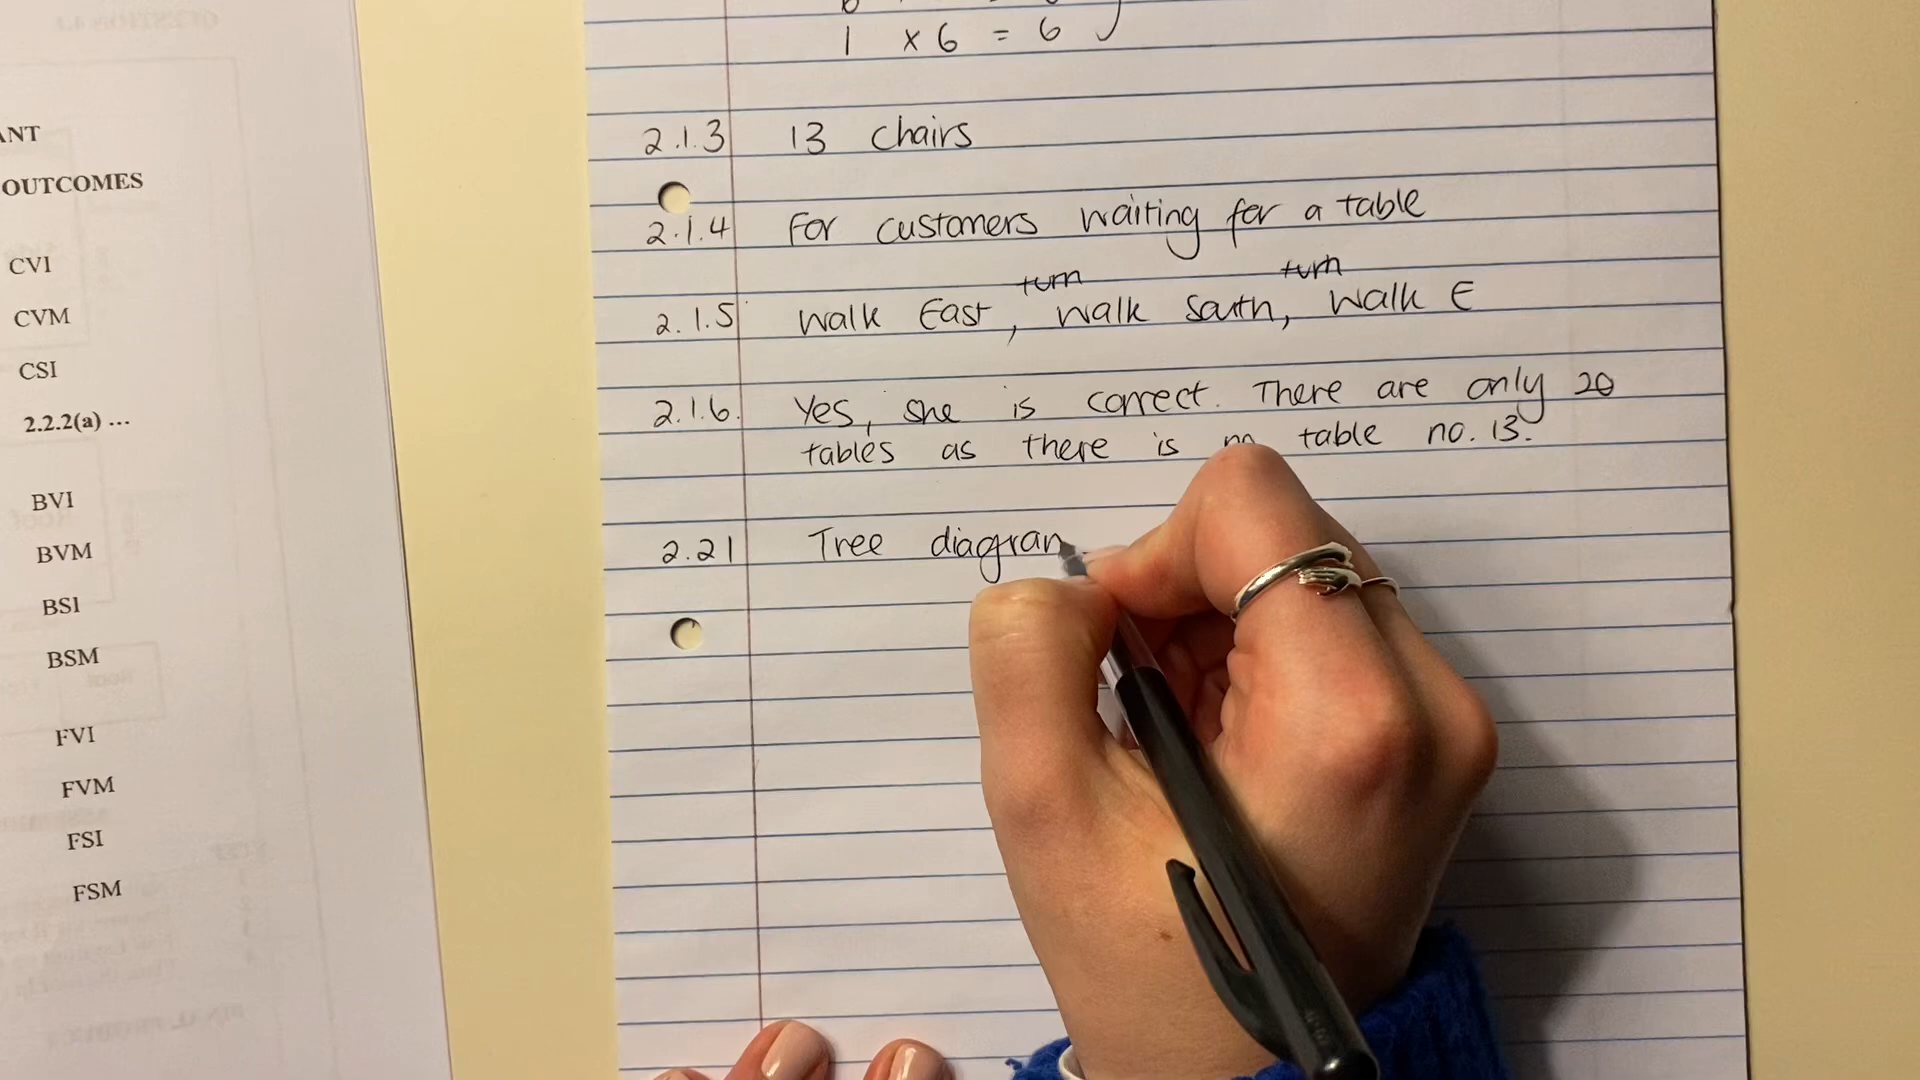 ANT
OUTCOMES
CVI
CVM
CSI
2.2.2(a) ...
BVI
BVM
BSI
BSM
FVI
FVM
FSI
FSM
1 × 6 = 6
2.1.3 13 chairs
2.1.4 For customers waiting for a table
turn turn
2.1.5 Walk East, walk South, walk E
2.1.6. Yes, she is correct. There are only 20
tables as there is no table no. 13.
2.21 Tree diagram